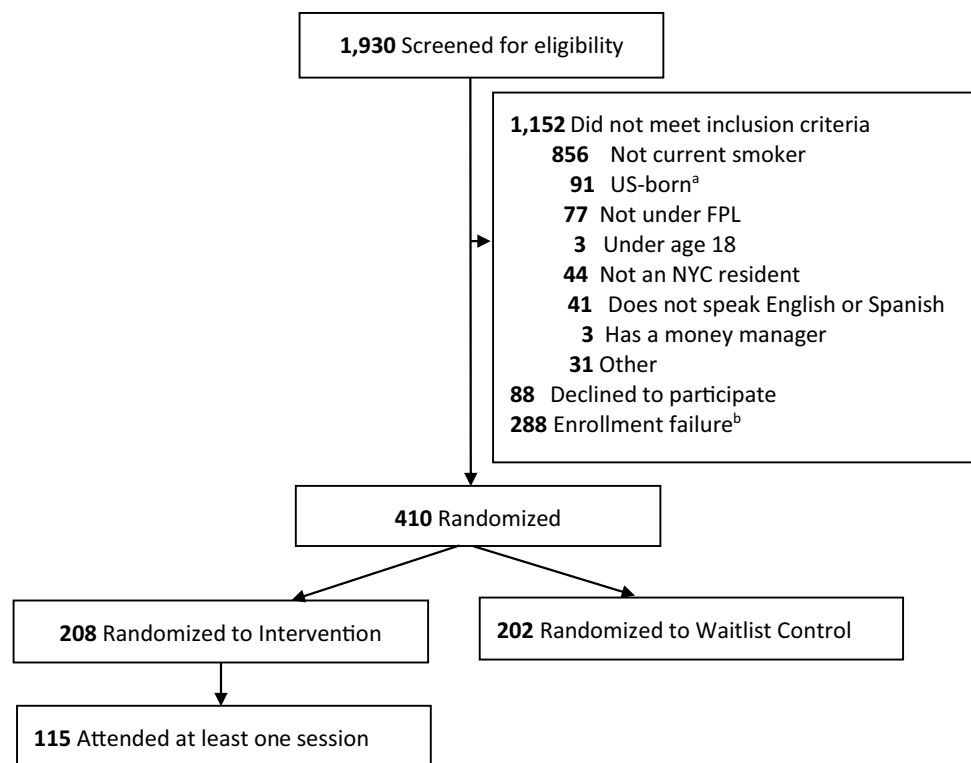 1,930 Screened for eligibility
1,152 Did not meet inclusion criteria
856 Not current smoker
91 US-bornᵃ
77 Not under FPL
3 Under age 18
44 Not an NYC resident
41 Does not speak English or Spanish
3 Has a money manager
31 Other
88 Declined to participate
288 Enrollment failureᵇ
410 Randomized
208 Randomized to Intervention
202 Randomized to Waitlist Control
115 Attended at least one session